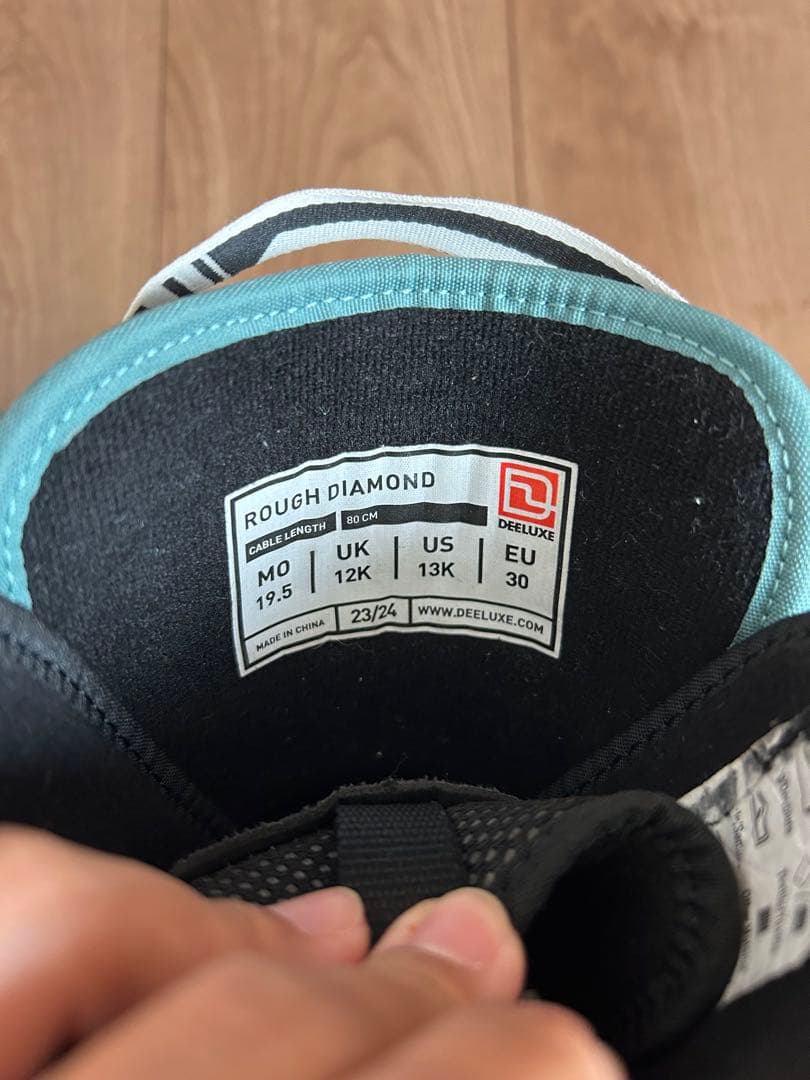 ROUGH DIAMOND
DEELUXE
CABLE LENGTH 80 CM
MO UK US EU
19.5 12K 13K 30
MADE IN CHINA 23/24 WWW.DEELUXE.COM